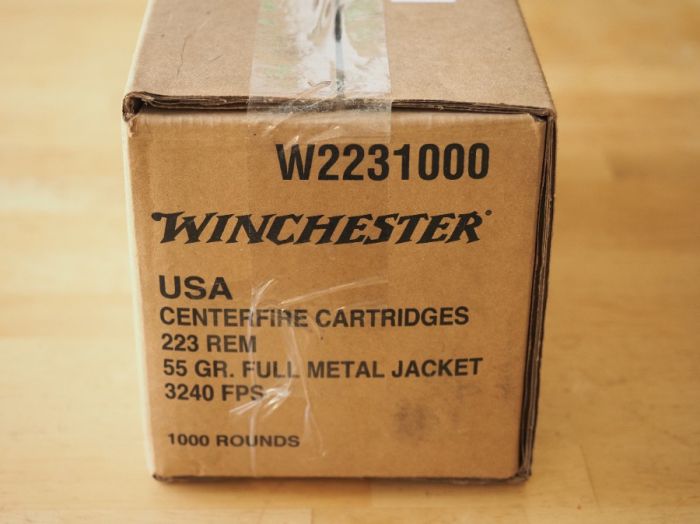 W2231000
WINCHESTER®
USA
CENTERFIRE CARTRIDGES
223 REM
55 GR. FULL METAL JACKET
3240 FPS
1000 ROUNDS